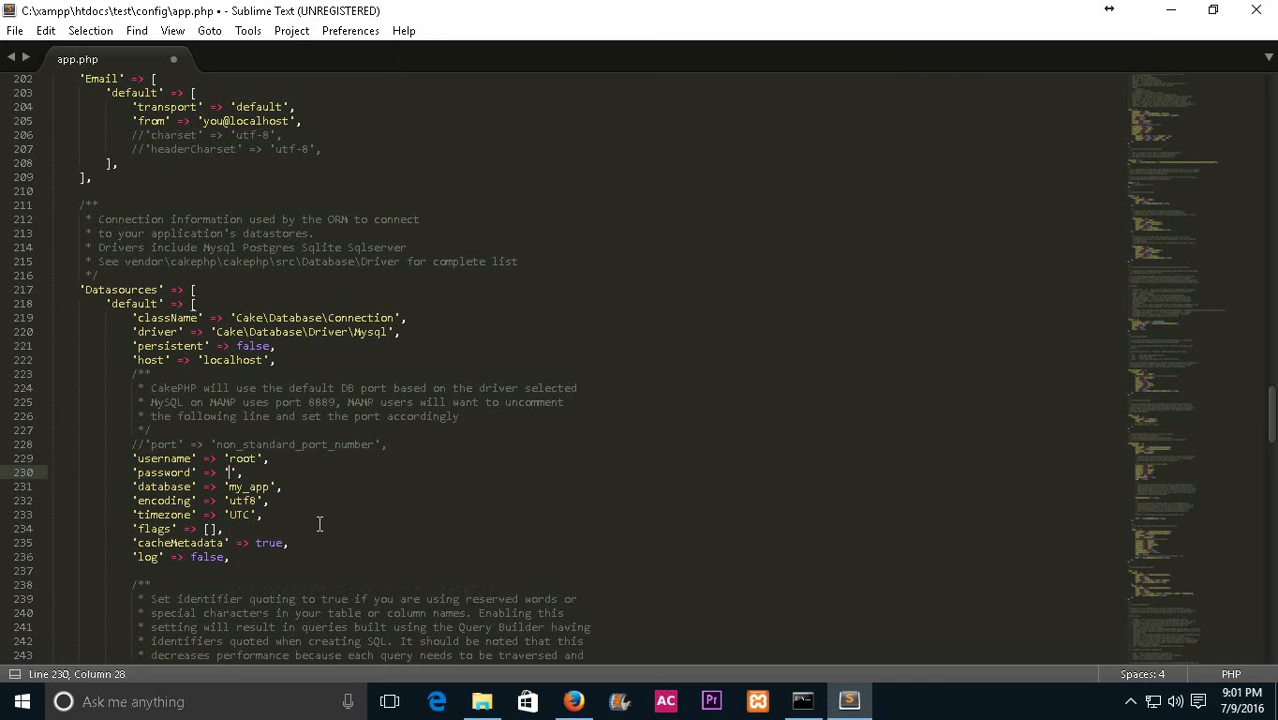 C:\xampp\htdocs\test\config\app.php • - Sublime Text (UNREGISTERED)
File Edit Selection Find View Goto Tools Project Preferences Help
app.php
202 'Email' => [
203 'default' => [
204 'transport' => 'default',
205 'from' => 'you@localhost',
206 //'charset' => 'utf-8',
207 //'headerCharset' => 'utf-8',
208 ],
209 ],
210
211 /**
212 * Connection information used by the ORM to connect
213 * to your application's datastores.
214 * Drivers include Mysql Postgres Sqlite Sqlserver
215 * See vendor\cakephp\cakephp\src\Database\Driver for complete list
216 */
217 'Datasources' => [
218 'default' => [
219 'className' => 'Cake\Database\Connection',
220 'driver' => 'Cake\Database\Driver\Mysql',
221 'persistent' => false,
222 'host' => 'localhost',
223 /**
224 * CakePHP will use the default DB port based on the driver selected
225 * MySQL on MAMP uses port 8889, MAMP users will want to uncomment
226 * the following line and set the port accordingly
227 */
228 //'port' => 'non_standard_port_number',
229 'username' => 'root',
230 'password' => '',
231 'database' => 'my_app',
232 'encoding' => 'utf8',
233 'timezone' => 'UTC',
234 'flags' => [],
235 'cacheMetadata' => true,
236 'log' => false,
237
238 /**
239 * Set identifier quoting to true if you are using reserved words or
240 * special characters in your table or column names. Enabling this
241 * setting will result in queries built using the Query Builder having
242 * identifiers quoted when creating SQL. It should be noted that this
243 * decreases performance because each query needs to be traversed and
Line 230, Column 28 Spaces: 4 PHP
Ask me anything AC Pr 9:01 PM
7/9/2016